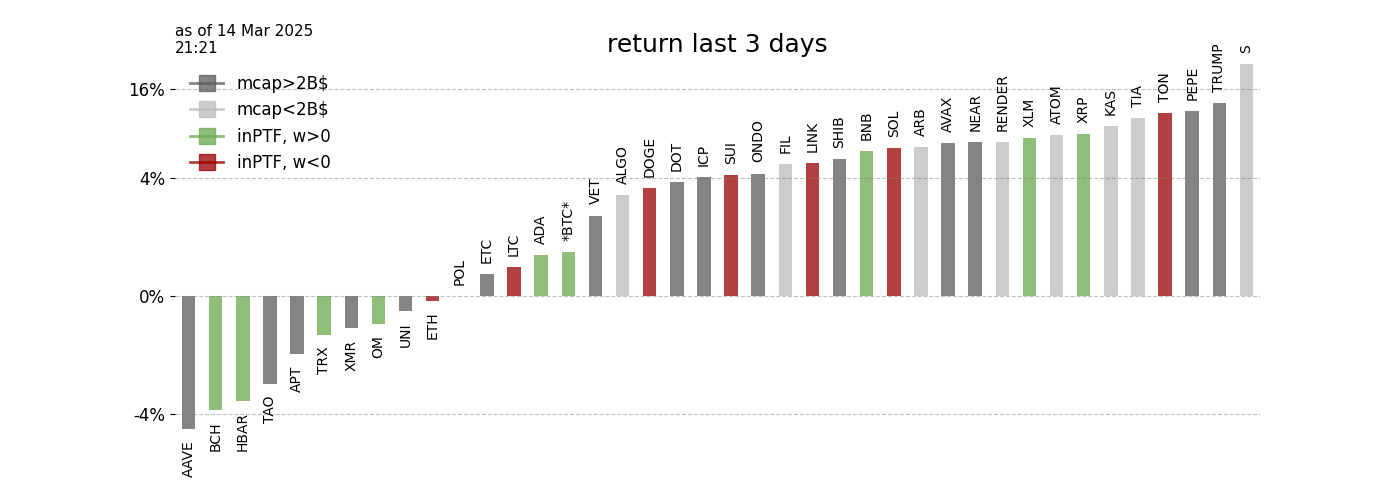 as of 14 Mar 2025
21:21
return last 3 days
mcap>2B$
mcap<2B$
inPTF, w>0
inPTF, w<0
16%
4%
0%
-4%
AAVE
BCH
HBAR
TAO
APT
TRX
XMR
OM
UNI
ETH
POL
ETC
LTC
ADA
*BTC*
VET
ALGO
DOGE
DOT
ICP
SUI
ONDO
FIL
LINK
SHIB
BNB
SOL
ARB
AVAX
NEAR
RENDER
XLM
ATOM
XRP
KAS
TIA
TON
PEPE
TRUMP
S